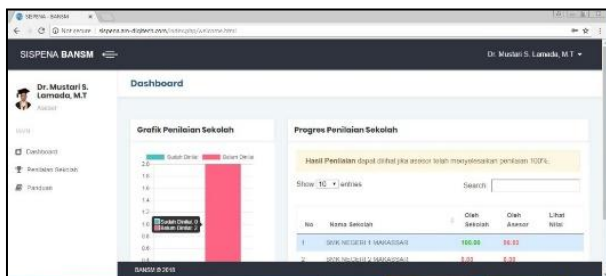 SISPENA - BANSM
Not secure
SISPENA BANSM
Dr. Mustari S. Lamada, M.T
Dr. Mustari S.
Lamada, M.T
Asesor
Dashboard
Penilaian Sekolah
Panduan
Dashboard
Grafik Penilaian Sekolah
Sudah Dinilai Belum Dinilai
2.0
1.8
1.6
1.4
1.2
1.0
0.8
0.6
Sudah Dinilai: 0
Belum Dinilai: 2
Progres Penilaian Sekolah
Hasil Penilaian dapat dilihat jika asesor telah menyelesaikan penilaian 100%.
Show 10 entries
Search
No Nama Sekolah Oleh Sekolah Oleh Asesor Lihat Nilai
1 SMK NEGERI 1 MAKASSAR 100.00
2 SMK NEGERI 2 MAKASSAR 0.00 0.00
BANSM © 2018